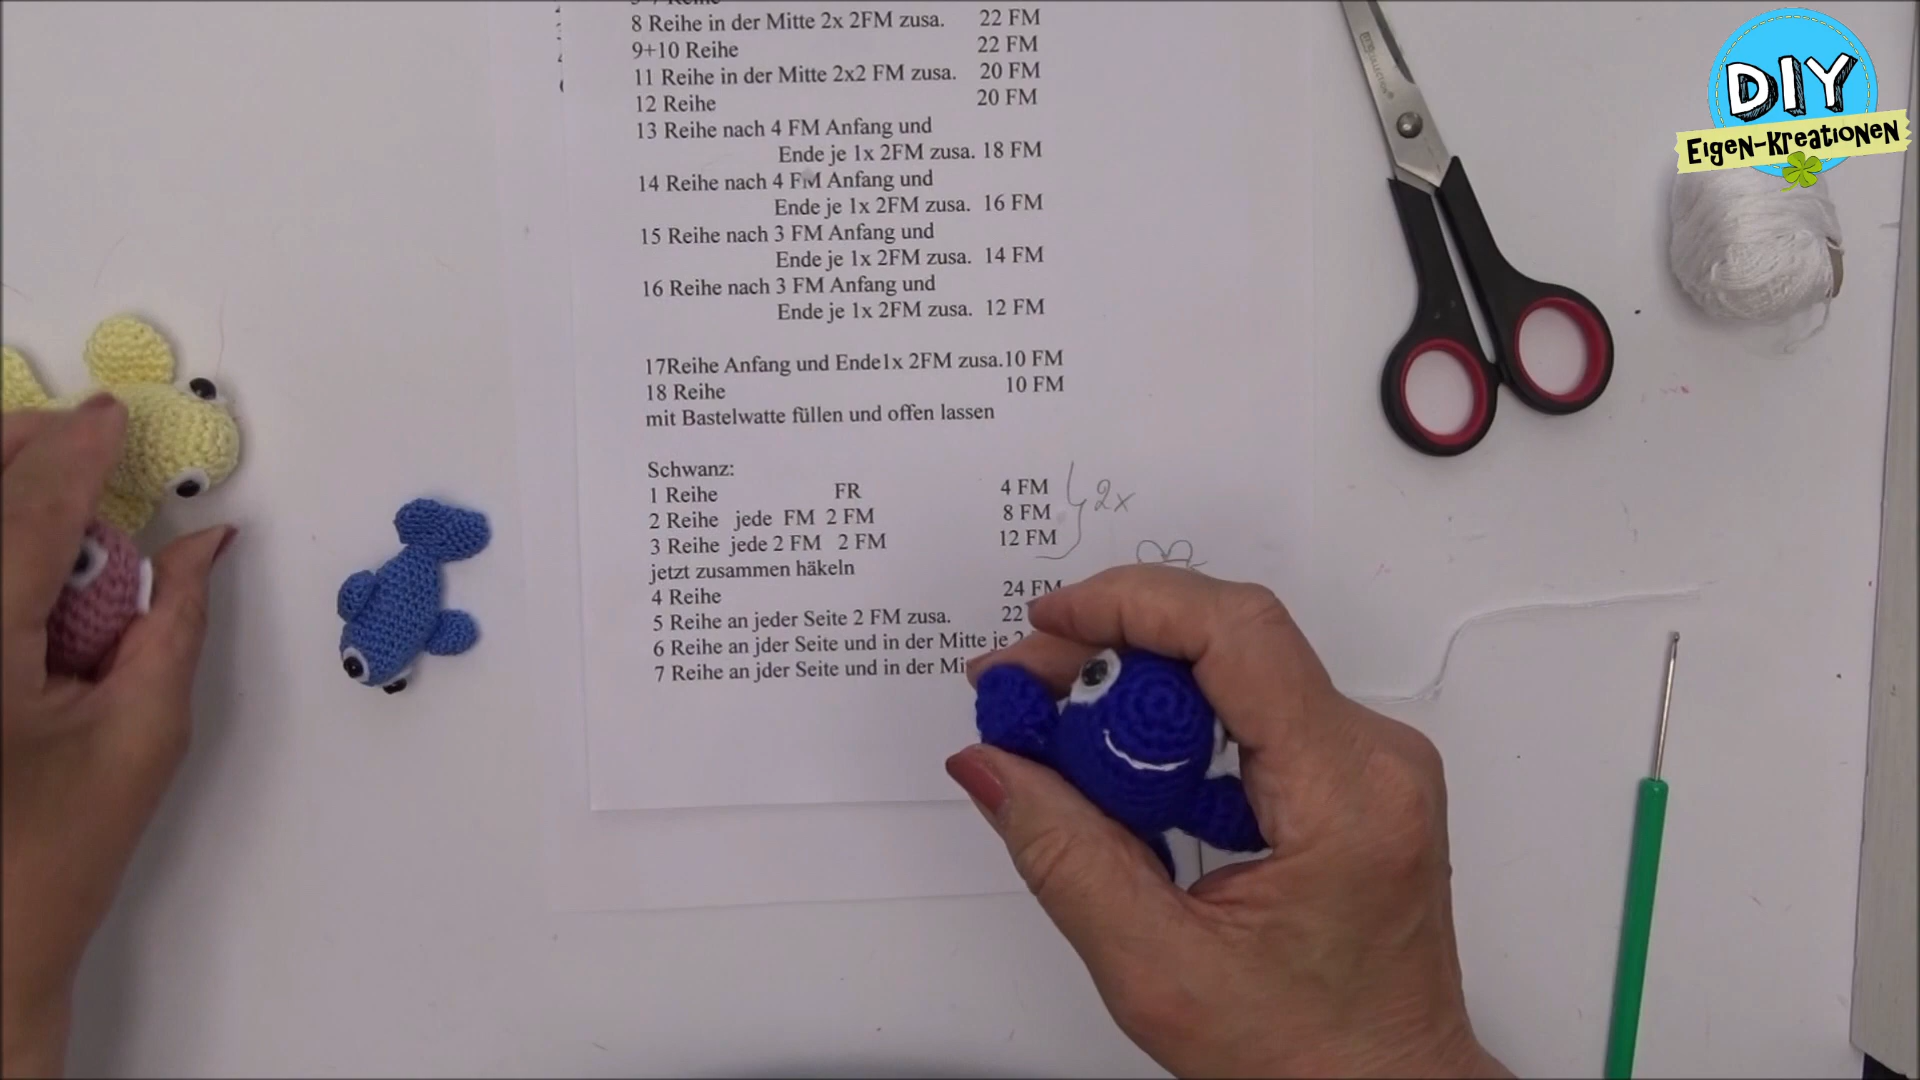 8 Reihe in der Mitte 2x 2FM zusa. 22 FM
9+10 Reihe 22 FM
11 Reihe in der Mitte 2x2 FM zusa. 20 FM
12 Reihe 20 FM
13 Reihe nach 4 FM Anfang und
Ende je 1x 2FM zusa. 18 FM
14 Reihe nach 4 FM Anfang und
Ende je 1x 2FM zusa. 16 FM
15 Reihe nach 3 FM Anfang und
Ende je 1x 2FM zusa. 14 FM
16 Reihe nach 3 FM Anfang und
Ende je 1x 2FM zusa. 12 FM
17Reihe Anfang und Ende1x 2FM zusa.10 FM
18 Reihe 10 FM
mit Bastelwatte füllen und offen lassen
Schwanz:
1 Reihe FR 4 FM
2 Reihe jede FM 2 FM 8 FM
3 Reihe jede 2 FM 2 FM 12 FM
2x
jetzt zusammen häkeln
4 Reihe 24 FM
5 Reihe an jeder Seite 2 FM zusa. 22
6 Reihe an jder Seite und in der Mitte je
7 Reihe an jder Seite und in der
DIY
Eigen-Kreationen